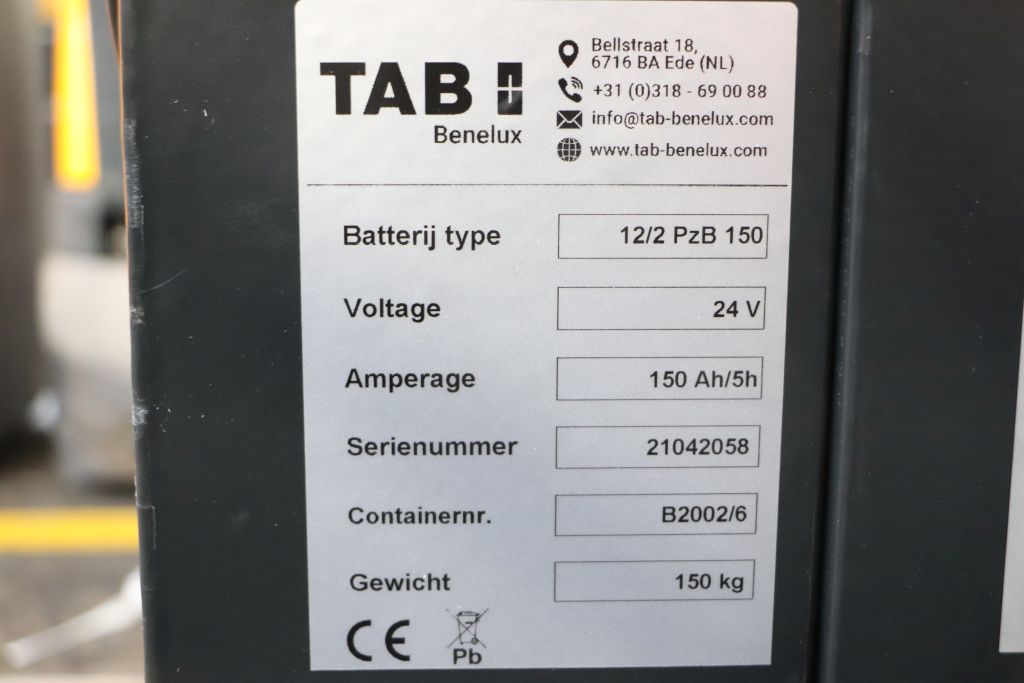 TAB
Benelux
Bellstraat 18,
6716 BA Ede (NL)
+31 (0)318 - 69 00 88
info@tab-benelux.com
www.tab-benelux.com
Batterij type 12/2 PzB 150
Voltage 24 V
Amperage 150 Ah/5h
Serienummer 21042058
Containernr. B2002/6
Gewicht 150 kg
CE
Pb